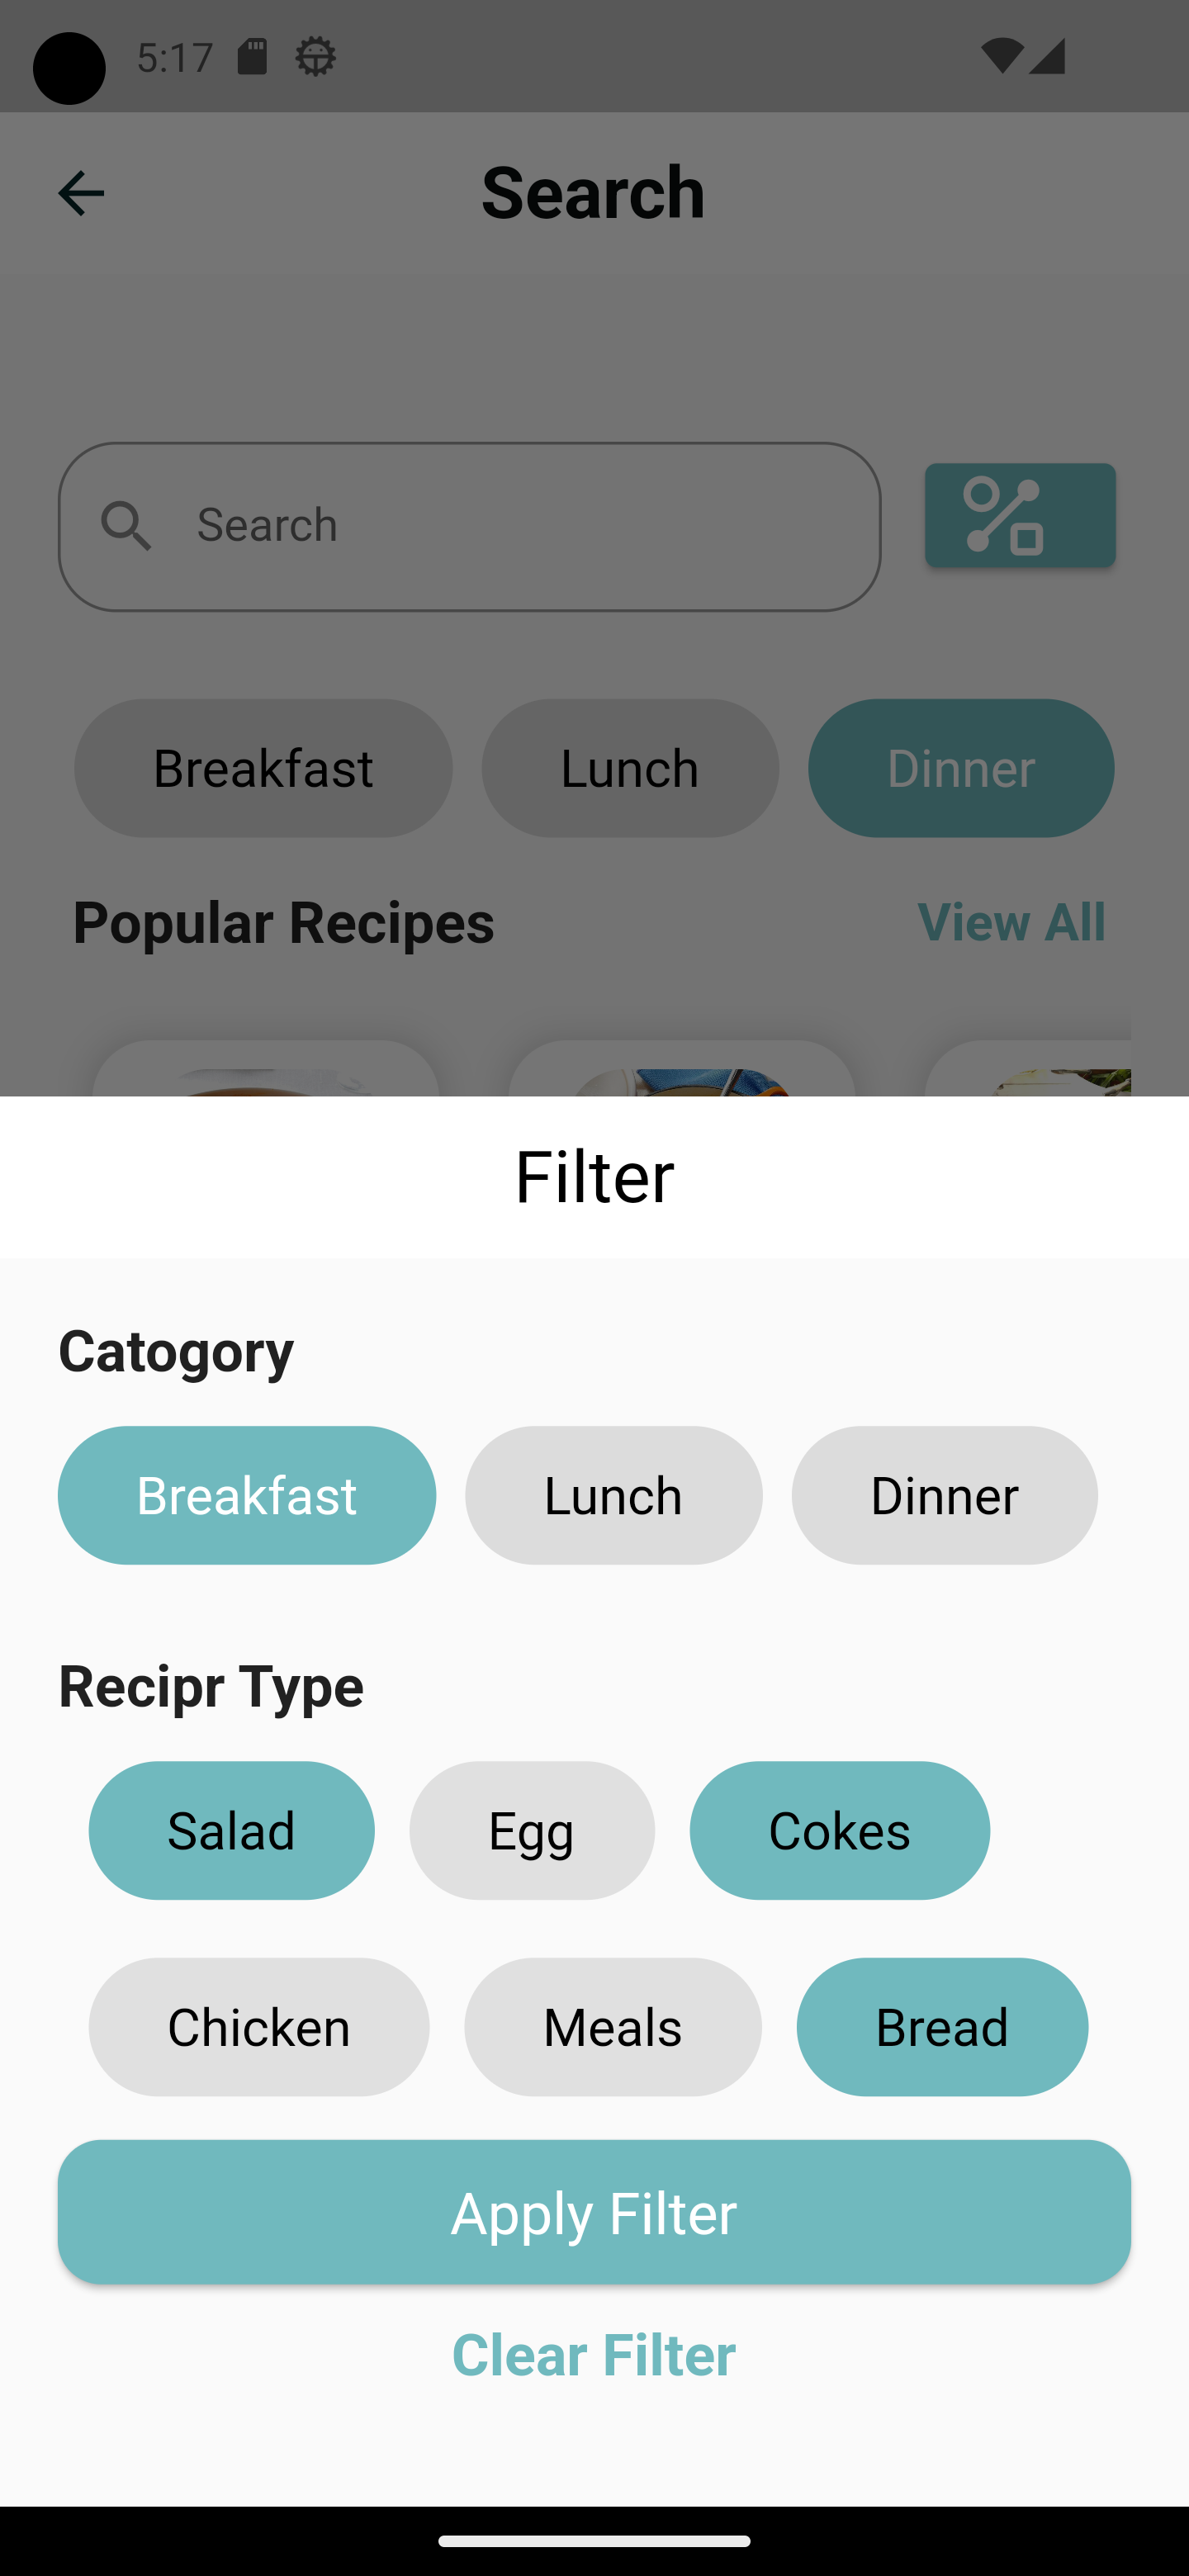 5:17
Search
Search
Breakfast Lunch Dinner
Popular Recipes View All
Filter
Catogory
Breakfast Lunch Dinner
Recipr Type
Salad Egg Cokes
Chicken Meals Bread
Apply Filter
Clear Filter